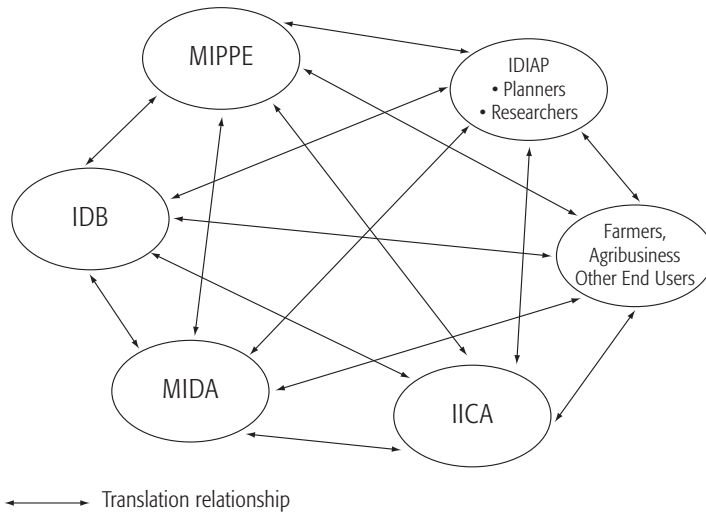 MIPPE
IDIAP
• Planners
• Researchers
IDB
Farmers,
Agribusiness
Other End Users
MIDA
IICA
Translation relationship